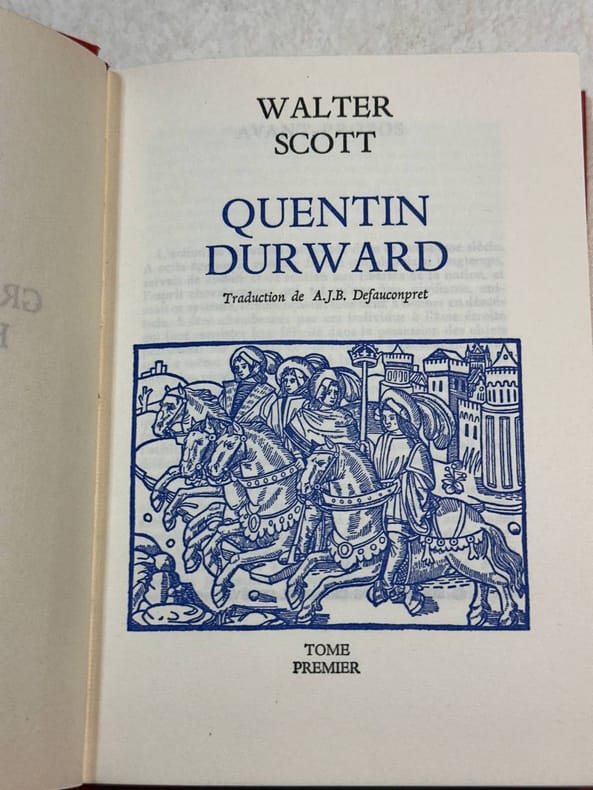 WALTER
SCOTT
QUENTIN
DURWARD
Traduction de A.J.B. Defauconpret
TOME
PREMIER